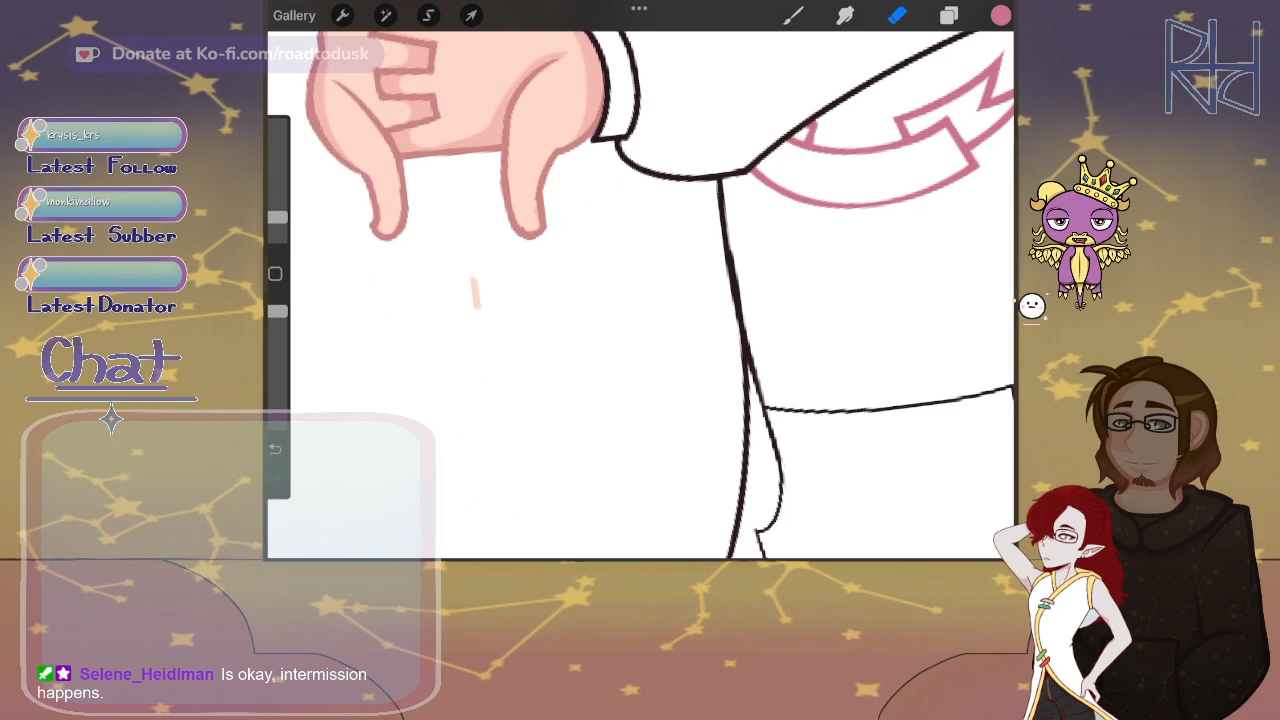 Gallery
Donate at Ko-fi.com/roadtodusk
krysis_krs
Latest Follow
monkimallow
Latest Subber
Latest Donator
Chat
Selene_Heidlman Is okay, intermission
happens.